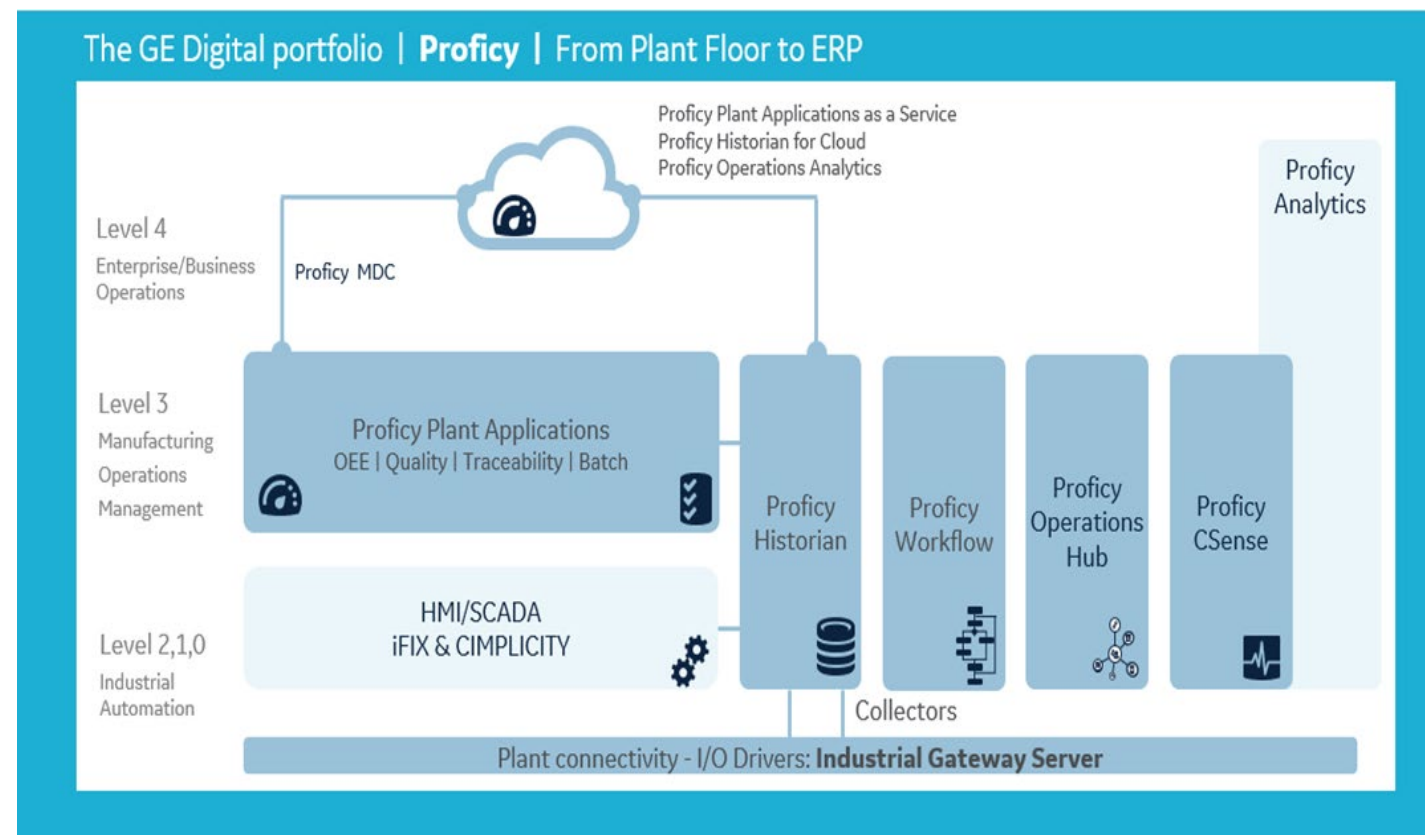 The GE Digital portfolio | Proficy | From Plant Floor to ERP
Proficy Plant Applications as a Service
Proficy Historian for Cloud
Proficy Operations Analytics
Proficy
Analytics
Level 4
Enterprise/Business
Operations
Proficy MDC
Level 3
Manufacturing
Operations
Management
Proficy Plant Applications
OEE | Quality | Traceability | Batch
Proficy
Historian
Proficy
Workflow
Proficy
Operations
Hub
Proficy
CSense
HMI/SCADA
iFIX & CIMPLICITY
Level 2,1,0
Industrial
Automation
Collectors
Plant connectivity - I/O Drivers: Industrial Gateway Server